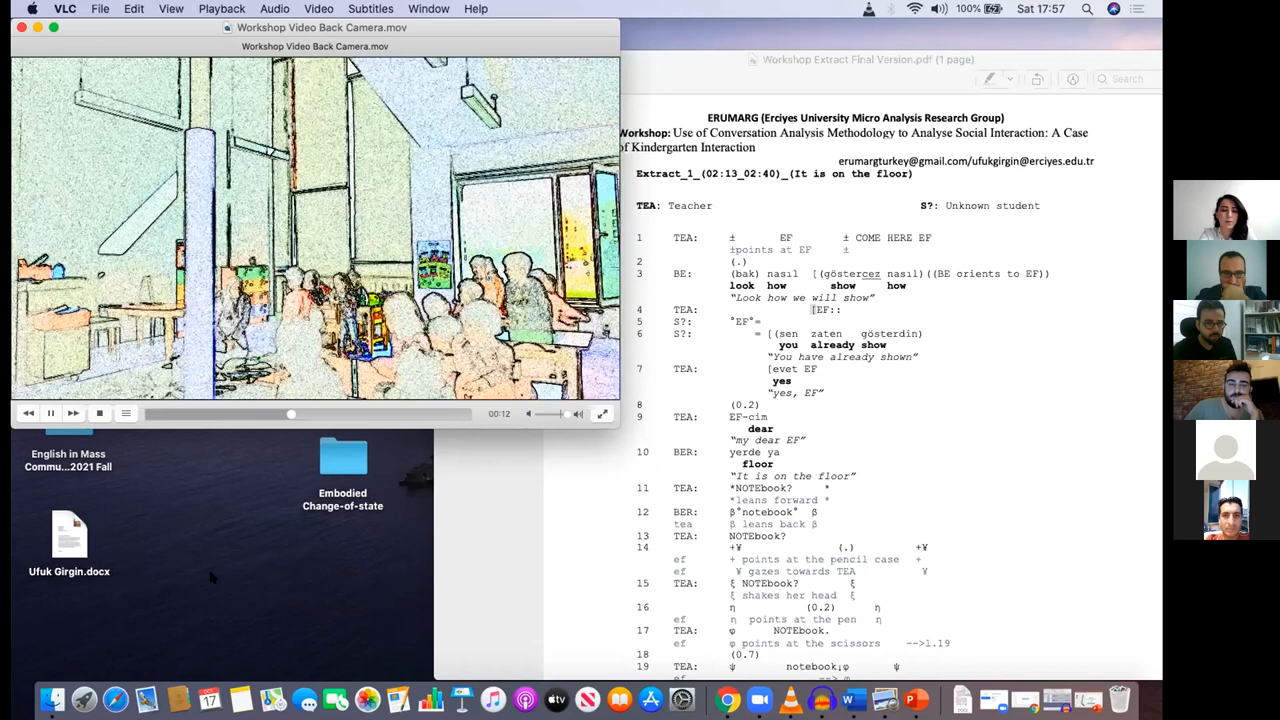 VLC File Edit View Playback Audio Video Subtitles Window Help 100% Sat 17:57
Workshop Video Back Camera.mov
Workshop Video Back Camera.mov
00:12
English in Mass
Commu...2021 Fall
Embodied
Change-of-state
Ufuk Girgin.docx
Workshop Extract Final Version.pdf (1 page)
Search
ERUMARG (Erciyes University Micro Analysis Research Group)
Workshop: Use of Conversation Analysis Methodology to Analyse Social Interaction: A Case
of Kindergarten Interaction
erumargturkey@gmail.com/ufukgirgin@erciyes.edu.tr
Extract_1_(02:13_02:40)_(It is on the floor)
TEA: Teacher S?: Unknown student
1 TEA: ± EF ± COME HERE EF
±points at EF ±
2 (.)
3 BE: (bak) nasıl [(göstercez nasıl)((BE orients to EF))
look how show how
“Look how we will show”
4 TEA: [EF::
5 S?: °EF°=
6 S?: = [(sen zaten gösterdin)
you already show
“You have already shown”
7 TEA: [evet EF
yes
“yes, EF”
8 (0.2)
9 TEA: EF-cim
dear
“my dear EF”
10 BER: yerde ya
floor
“It is on the floor”
11 TEA: *NOTEbook? *
*leans forward *
12 BER: β°notebook° β
tea β leans back β
13 TEA: NOTEbook?
14 +¥ (.) +¥
ef + points at the pencil case +
ef ¥ gazes towards TEA ¥
15 TEA: ξ NOTEbook? ξ
ξ shakes her head ξ
16 η (0.2) η
ef η points at the pen η
17 TEA: φ NOTEbook.
ef φ points at the scissors -->l.19
18 (0.7)
19 TEA: ψ notebook¡φ ψ
--> φ
17